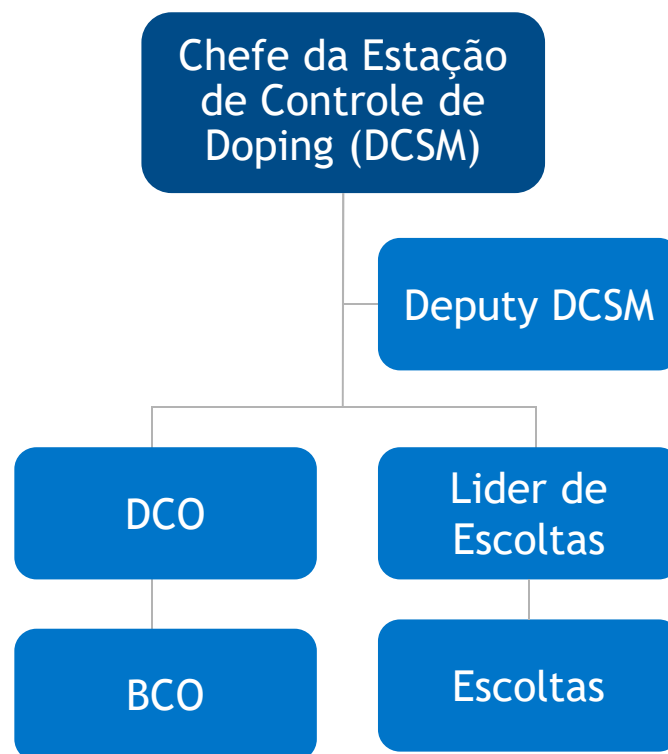 Chefe da Estação
de Controle de
Doping (DCSM)
Deputy DCSM
DCO
Lider de
Escoltas
BCO
Escoltas